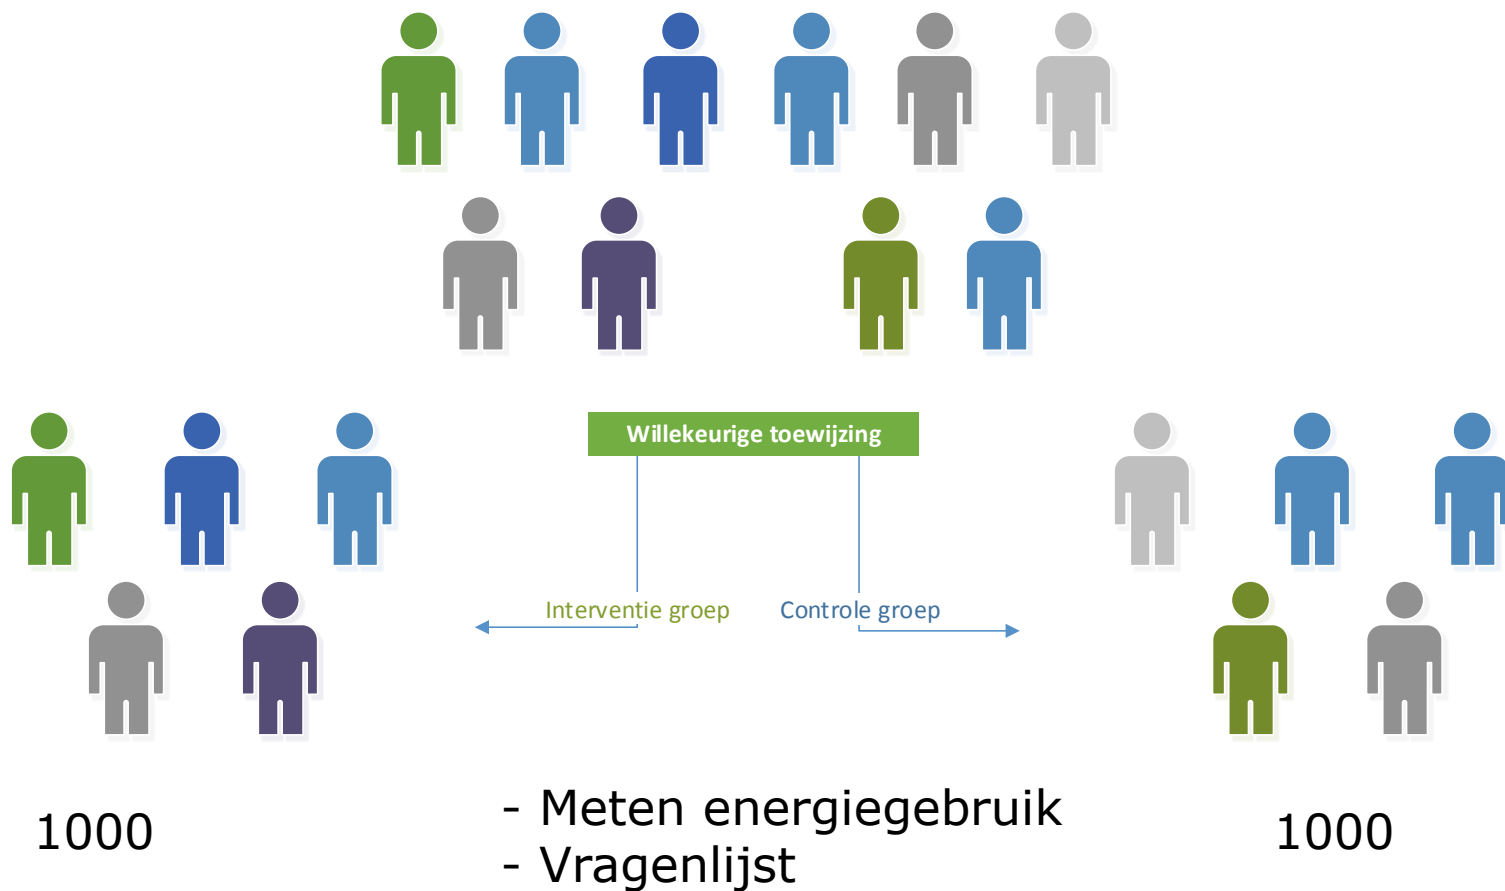 Willekeurige toewijzing
Interventie groep
Controle groep
1000
- Meten energiegebruik
- Vragenlijst
1000